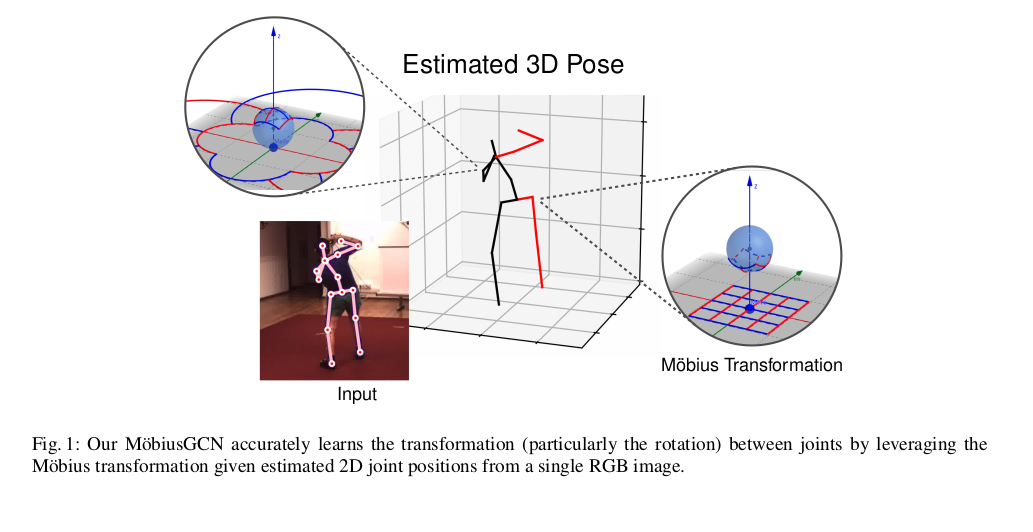 Estimated 3D Pose
z
z
Input
Möbius Transformation
Fig. 1: Our MöbiusGCN accurately learns the transformation (particularly the rotation) between joints by leveraging the
Möbius transformation given estimated 2D joint positions from a single RGB image.